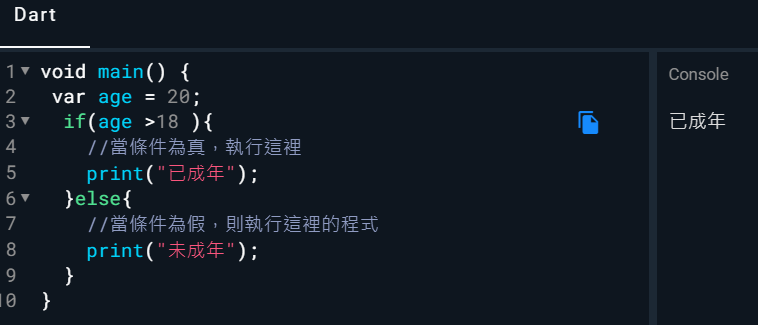 Dart
1 void main() {
2 var age = 20;
3 if(age >18 ){
4 //當條件為真，執行這裡
5 print("已成年");
6 }else{
7 //當條件為假，則執行這裡的程式
8 print("未成年");
9 }
10 }
Console
已成年